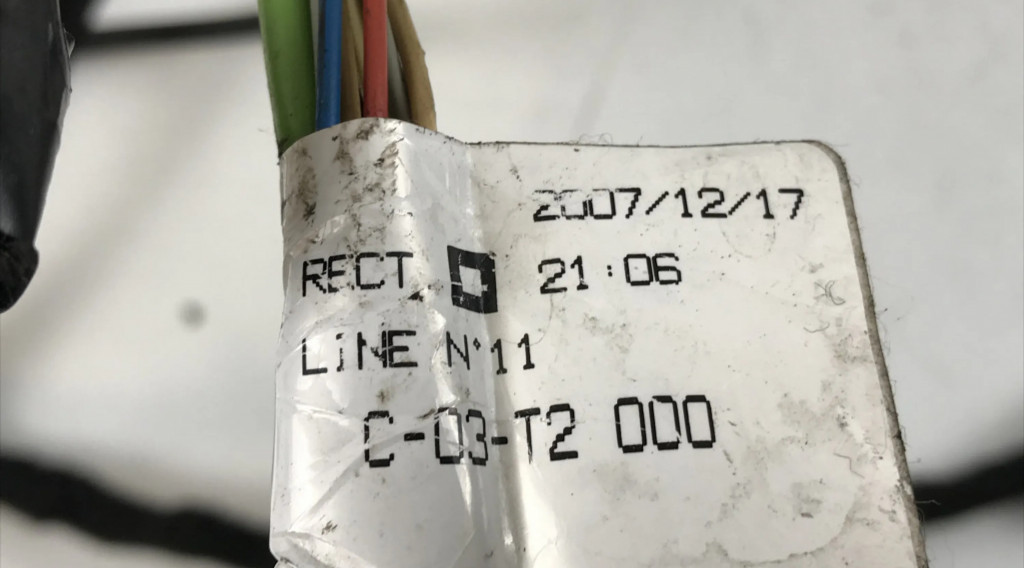 2007/12/17
RECT. 21:06
LINE N°11
C-03-T2 000